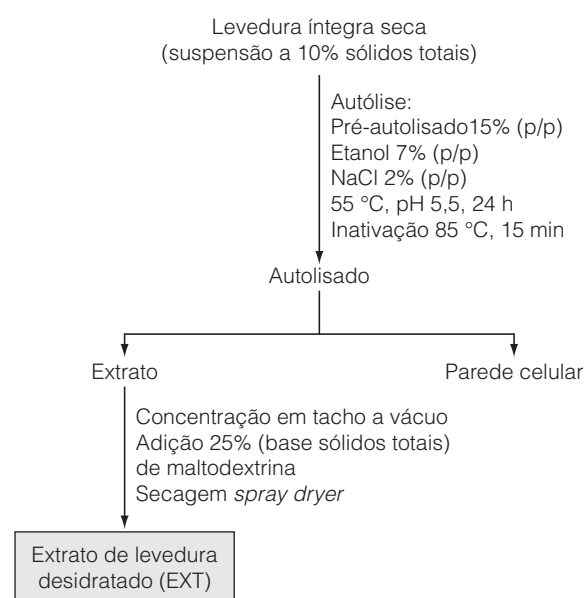 Levedura íntegra seca
(suspensão a 10% sólidos totais)
Autólise:
Pré-autolisado15% (p/p)
Etanol 7% (p/p)
NaCl 2% (p/p)
55 °C, pH 5,5, 24 h
Inativação 85 °C, 15 min
Autolisado
Extrato
Parede celular
Concentração em tacho a vácuo
Adição 25% (base sólidos totais)
de maltodextrina
Secagem spray dryer
Extrato de levedura
desidratado (EXT)